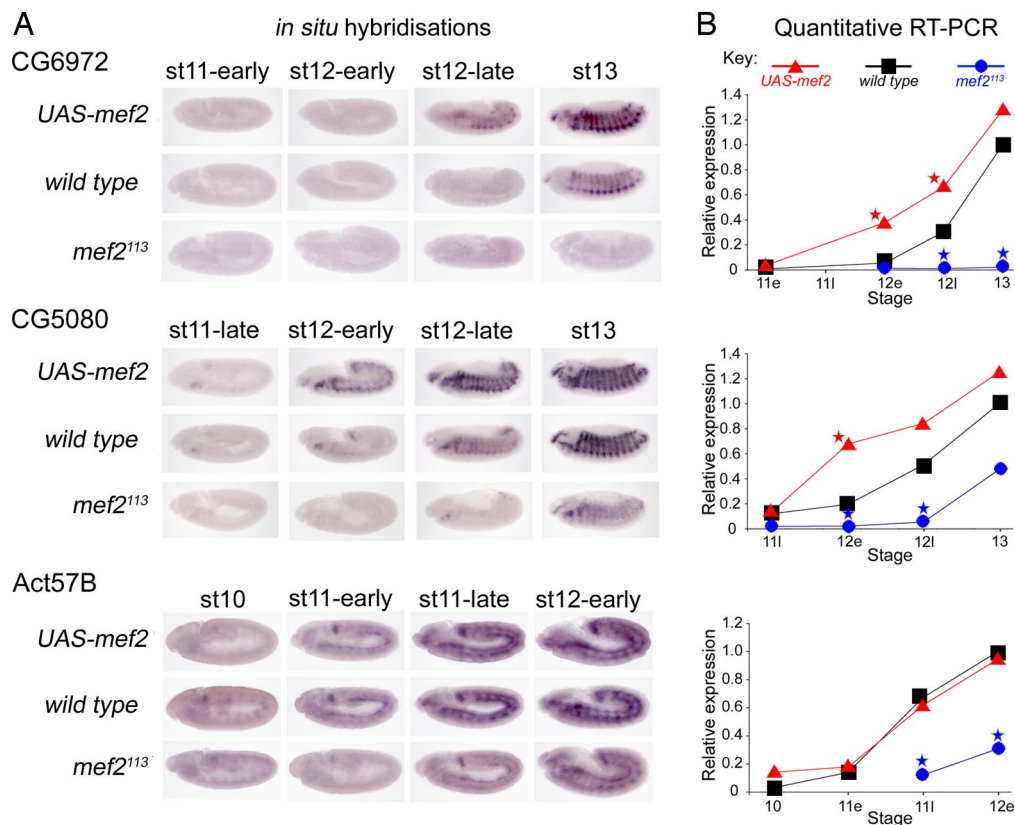 A
in situ hybridisations
CG6972
st11-early st12-early st12-late st13
UAS-mef2
wild type
mef2¹¹³
CG5080
st11-late st12-early st12-late st13
UAS-mef2
wild type
mef2¹¹³
Act57B
st10 st11-early st11-late st12-early
UAS-mef2
wild type
mef2¹¹³
B
Quantitative RT-PCR
Key:
UAS-mef2 wild type mef2¹¹³
Relative expression
1.4
1.2
1.0
0.8
0.6
0.4
0.2
0
11e 11l 12e 12l 13
Stage
Relative expression
1.4
1.2
1.0
0.8
0.6
0.4
0.2
0
11l 12e 12l 13
Stage
Relative expression
1.2
1.0
0.8
0.6
0.4
0.2
0
10 11e 11l 12e
Stage